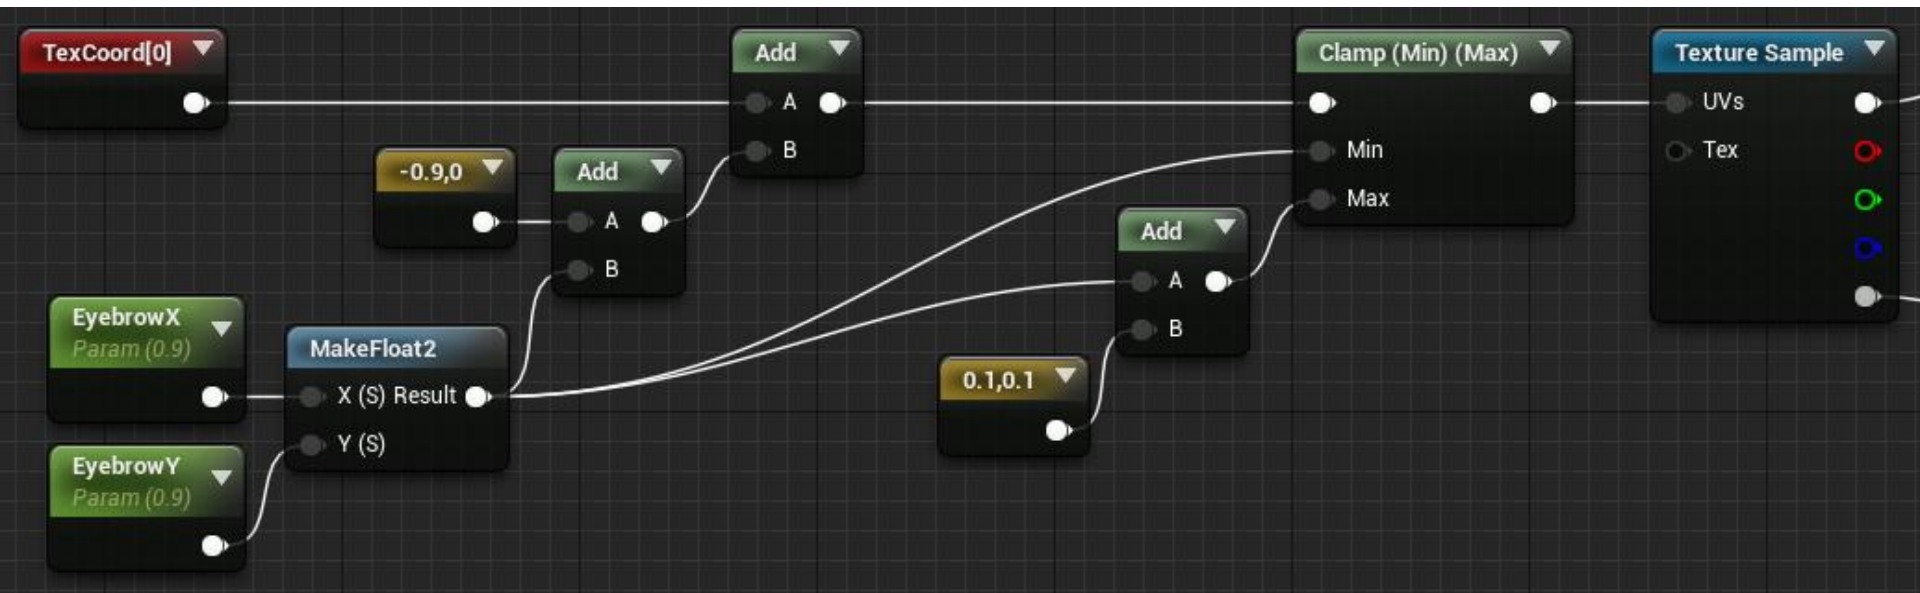 TexCoord[0]
Add
A
B
Clamp (Min) (Max)
Min
Max
Texture Sample
UVs
Tex
-0.9,0
Add
A
B
Add
A
B
EyebrowX
Param (0.9)
MakeFloat2
X (S) Result
Y (S)
0.1,0.1
EyebrowY
Param (0.9)